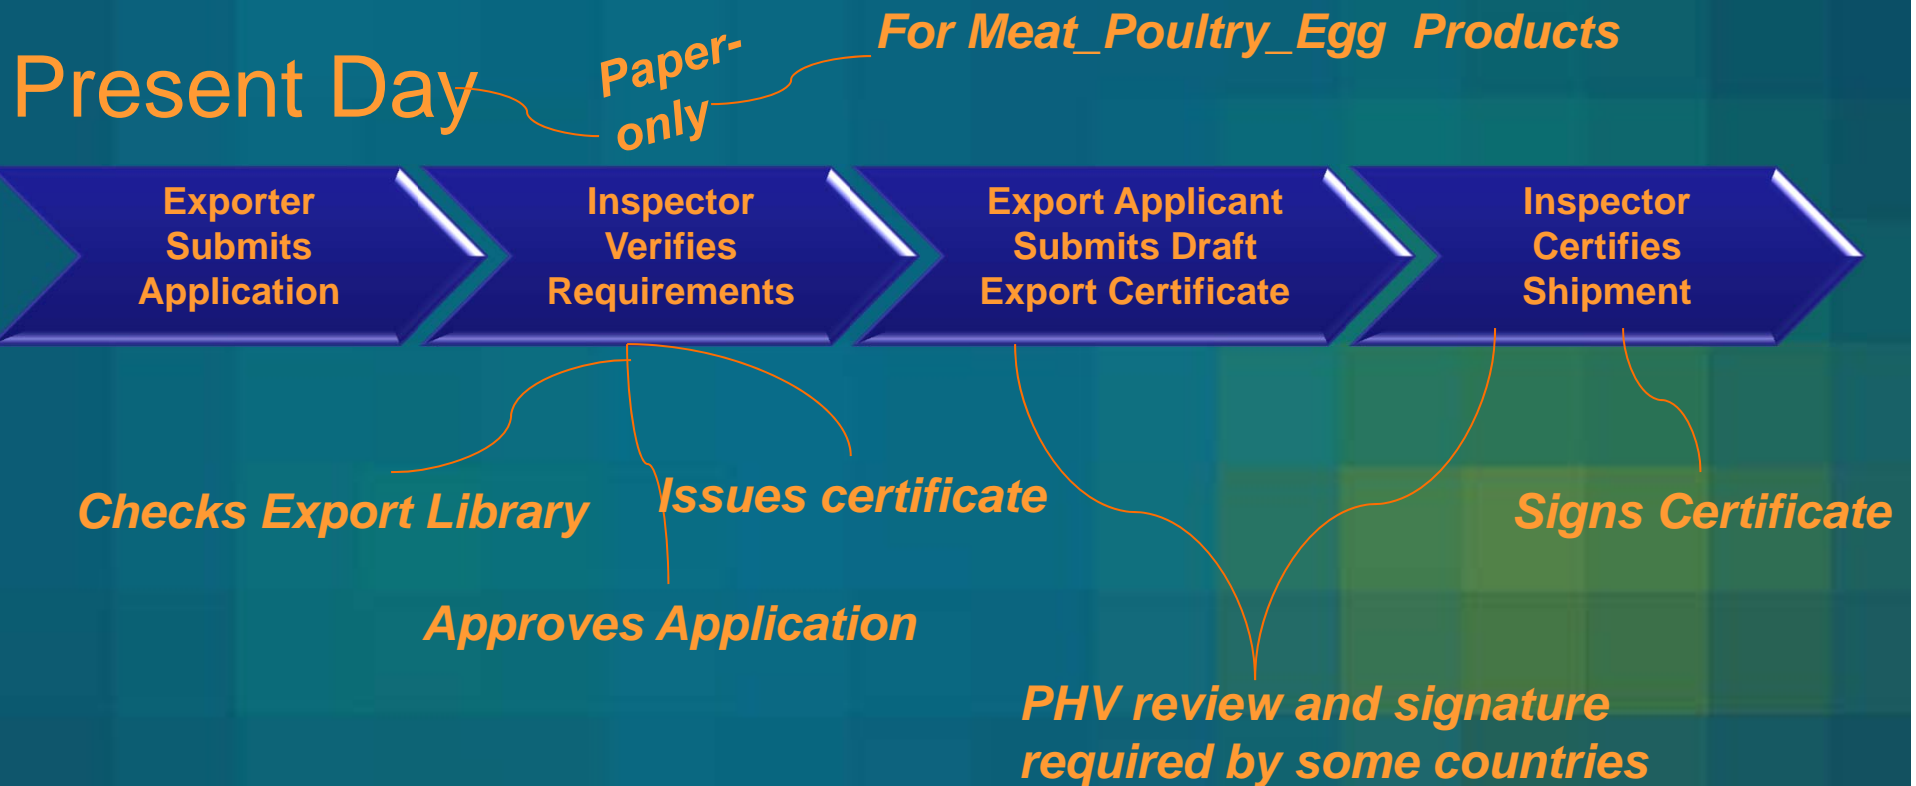 For Meat_Poultry_Egg Products
Present Day
Paper-
only
Exporter
Submits
Application
Inspector
Verifies
Requirements
Export Applicant
Submits Draft
Export Certificate
Inspector
Certifies
Shipment
Checks Export Library
Issues certificate
Signs Certificate
Approves Application
PHV review and signature
required by some countries